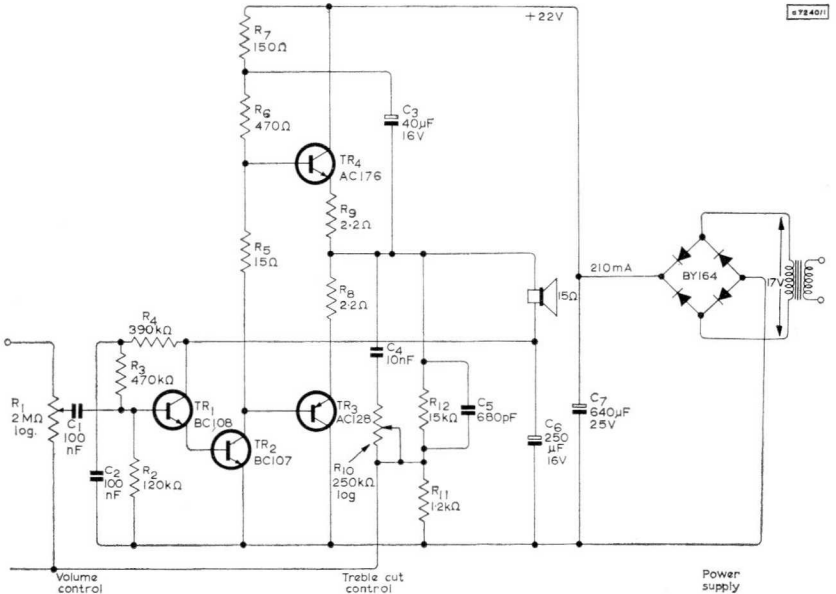 ε7240/1
R7
150Ω
+22V
R6
470Ω
C3
40µF
16V
TR4
AC176
R9
2·2Ω
R5
15Ω
210mA
BY164
17V
15Ω
R8
2·2Ω
R4
390kΩ
C4
10nF
R3
470kΩ
R1
2MΩ
log.
C1
100
nF
TR1
BC108
TR2
BC107
TR3
AC128
R12
15kΩ
C5
680pF
C7
640µF
25V
C6
250
µF
16V
C2
100
nF
R2
120kΩ
R10
250kΩ
log
R11
1·2kΩ
Volume
control
Treble cut
control
Power
supply